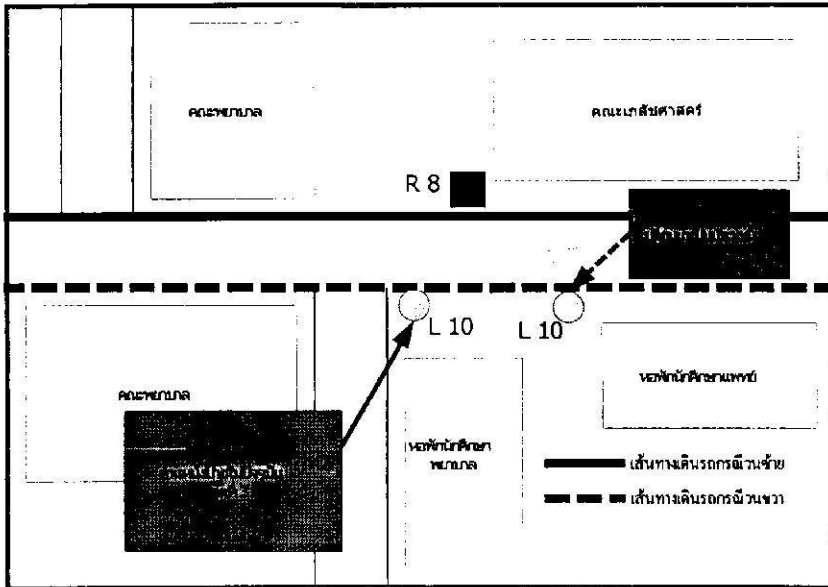 คณะพยาบาล
คณะเภสัชศาสตร์
R 8
L 10
L 10
คณะพยาบาล
หอพักนักศึกษา
พยาบาล
หอพักนักศึกษาแพทย์
เส้นทางเดินรถกรณีวนซ้าย
เส้นทางเดินรถกรณีวนขวา